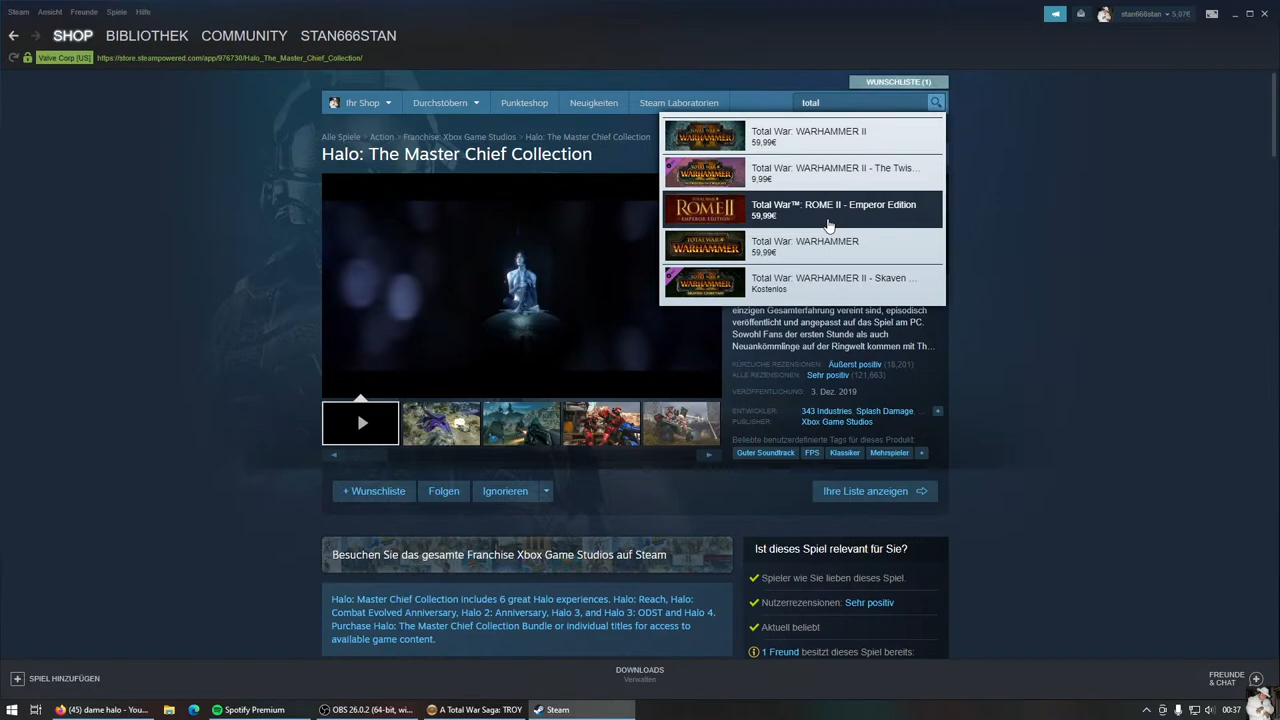 Steam Ansicht Freunde Spiele Hilfe
stan666stan 5,07€
SHOP BIBLIOTHEK COMMUNITY STAN666STAN
Valve Corp [US] https://store.steampowered.com/app/976730/Halo_The_Master_Chief_Collection/
WUNSCHLISTE (1)
Ihr Shop Durchstöbern Punkteshop Neuigkeiten Steam Laboratorien total
Alle Spiele > Action > Franchise: Xbox Game Studios > Halo: The Master Chief Collection
Halo: The Master Chief Collection
Total War: WARHAMMER II
59,99€
Total War: WARHAMMER II - The Twis...
9,99€
Total War™: ROME II - Emperor Edition
59,99€
Total War: WARHAMMER
59,99€
Total War: WARHAMMER II - Skaven ...
Kostenlos
einzigen Gesamterfahrung vereint sind, episodisch
veröffentlicht und angepasst auf das Spiel am PC.
Sowohl Fans der ersten Stunde als auch
Neuankömmlinge auf der Ringwelt kommen mit Th...
KÜRZLICHE REZENSIONEN: Äußerst positiv (18,201)
ALLE REZENSIONEN: Sehr positiv (121,663)
VERÖFFENTLICHUNG: 3. Dez. 2019
ENTWICKLER: 343 Industries, Splash Damage, ... +
PUBLISHER: Xbox Game Studios
Beliebte benutzerdefinierte Tags für dieses Produkt:
Guter Soundtrack FPS Klassiker Mehrspieler +
+ Wunschliste Folgen Ignorieren Ihre Liste anzeigen
Besuchen Sie das gesamte Franchise Xbox Game Studios auf Steam
Ist dieses Spiel relevant für Sie?
Spieler wie Sie lieben dieses Spiel.
Nutzerrezensionen: Sehr positiv
Aktuell beliebt
1 Freund besitzt dieses Spiel bereits:
Halo: Master Chief Collection includes 6 great Halo experiences. Halo: Reach, Halo:
Combat Evolved Anniversary, Halo 2: Anniversary, Halo 3, and Halo 3: ODST and Halo 4.
Purchase Halo: The Master Chief Collection Bundle or individual titles for access to
available game content.
SPIEL HINZUFÜGEN
DOWNLOADS
Verwalten
FREUNDE
& CHAT
(45) dame halo - You... Spotify Premium OBS 26.0.2 (64-bit, wi... A Total War Saga: TROY Steam 00:37